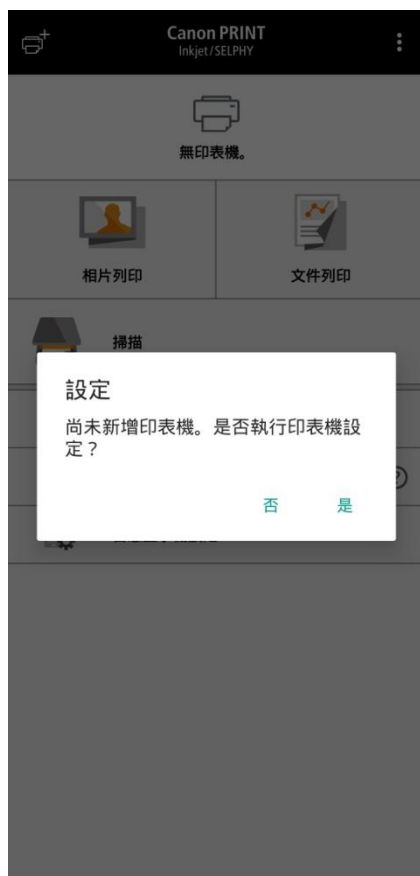 Canon PRINT
Inkjet/SELPHY
無印表機。
相片列印
文件列印
掃描
設定
尚未新增印表機。是否執行印表機設
定？
否
是